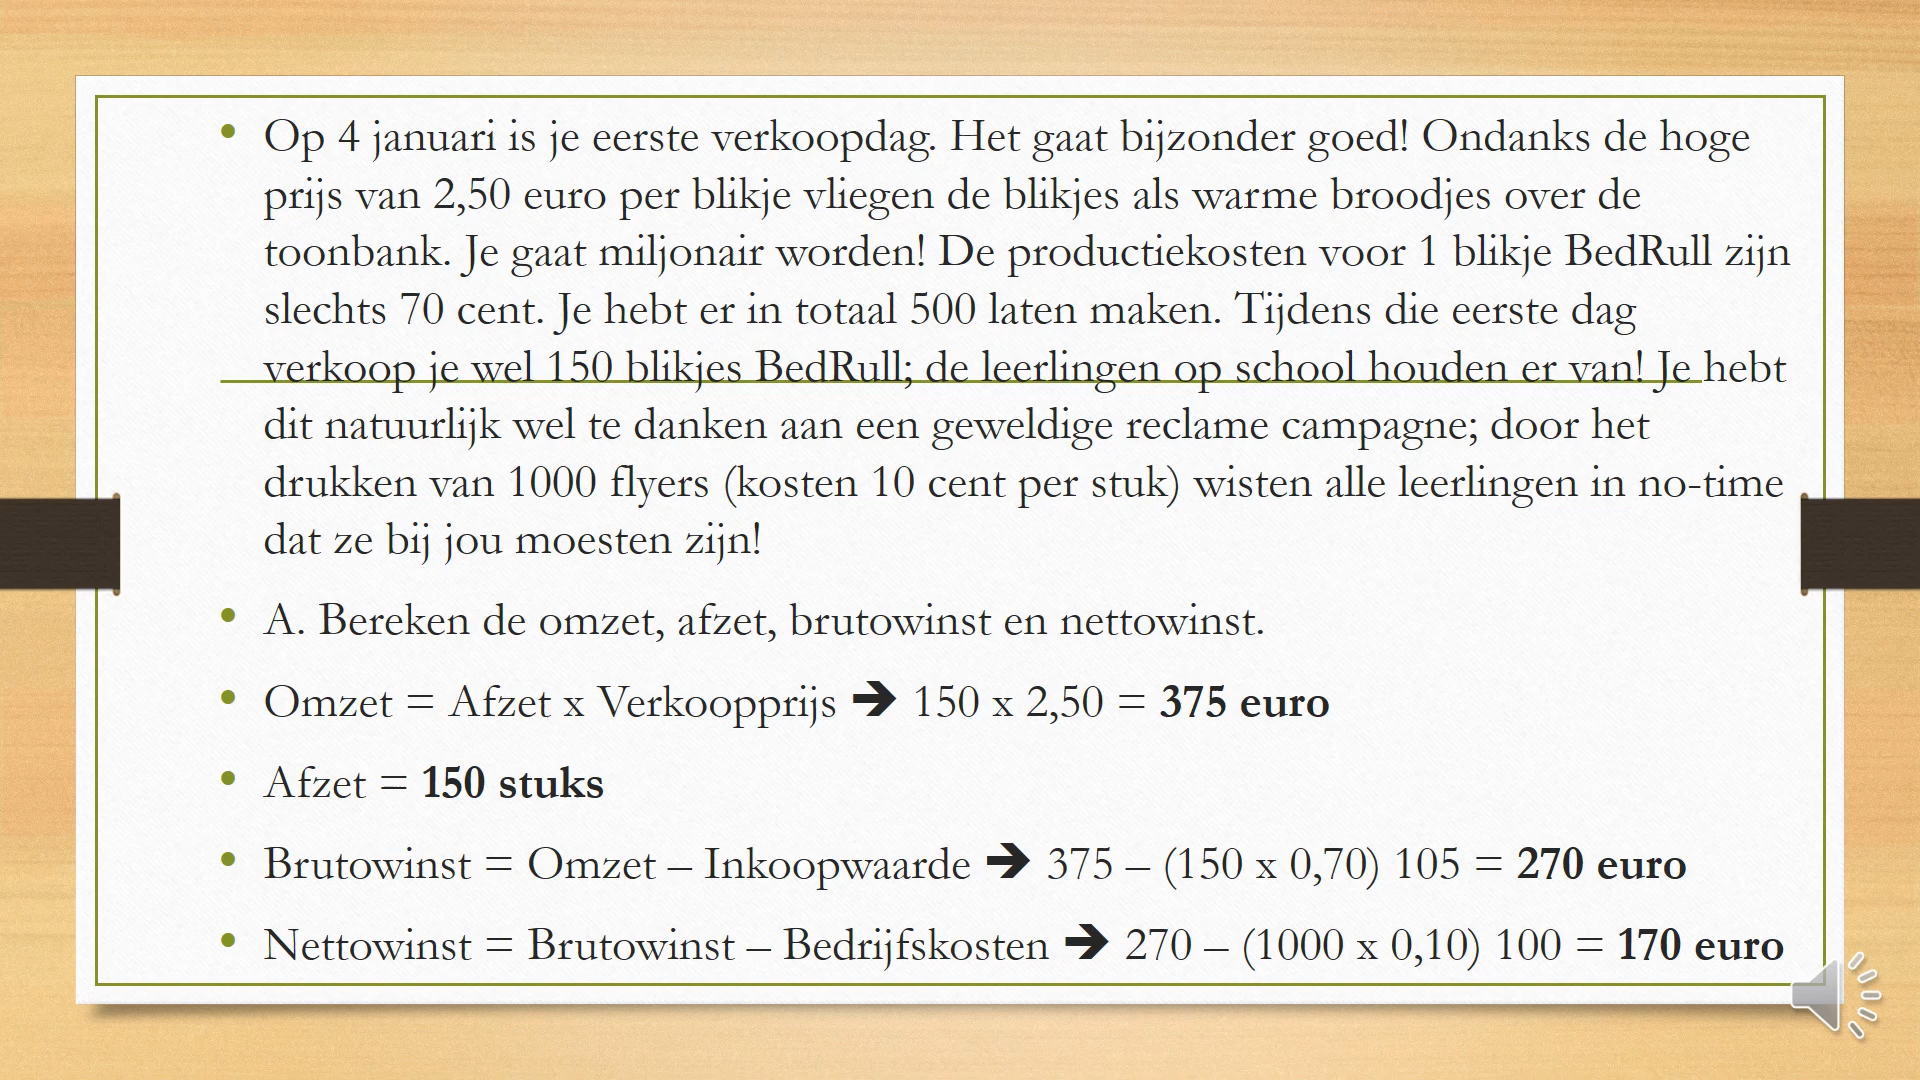 • Op 4 januari is je eerste verkoopdag. Het gaat bijzonder goed! Ondanks de hoge
prijs van 2,50 euro per blikje vliegen de blikjes als warme broodjes over de
toonbank. Je gaat miljonair worden! De productiekosten voor 1 blikje BedRull zijn
slechts 70 cent. Je hebt er in totaal 500 laten maken. Tijdens die eerste dag
verkoop je wel 150 blikjes BedRull; de leerlingen op school houden er van! Je hebt
dit natuurlijk wel te danken aan een geweldige reclame campagne; door het
drukken van 1000 flyers (kosten 10 cent per stuk) wisten alle leerlingen in no-time
dat ze bij jou moesten zijn!
• A. Bereken de omzet, afzet, brutowinst en nettowinst.
• Omzet = Afzet x Verkoopprijs ➔ 150 x 2,50 = 375 euro
• Afzet = 150 stuks
• Brutowinst = Omzet – Inkoopwaarde ➔ 375 – (150 x 0,70) 105 = 270 euro
• Nettowinst = Brutowinst – Bedrijfskosten ➔ 270 – (1000 x 0,10) 100 = 170 euro